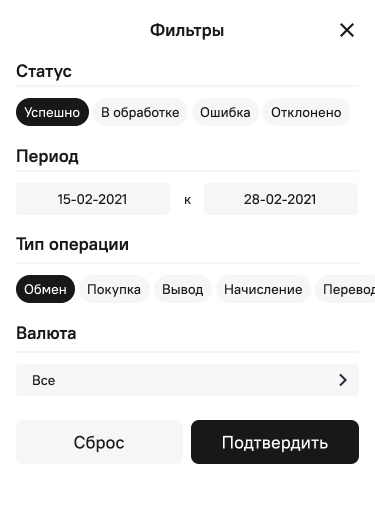 Фильтры
Статус
Успешно В обработке Ошибка Отклонено
Период
15-02-2021 к 28-02-2021
Тип операции
Обмен Покупка Вывод Начисление Перевод
Валюта
Все
Сброс Подтвердить